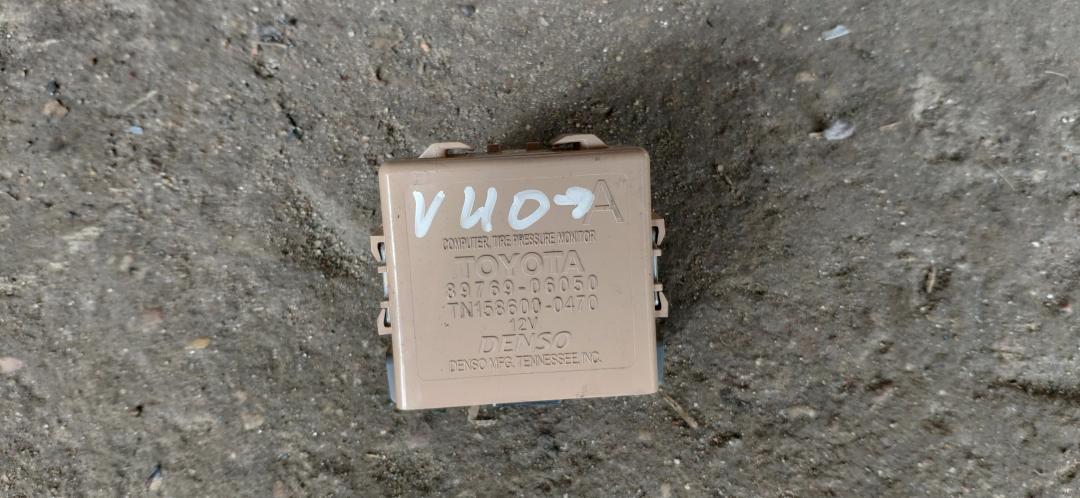 V40 A
COMPUTER, TIRE PRESSURE MONITOR
TOYOTA
89769-06050
TN158600-0470
12V
DENSO
DENSO MFG. TENNESSEE, INC.